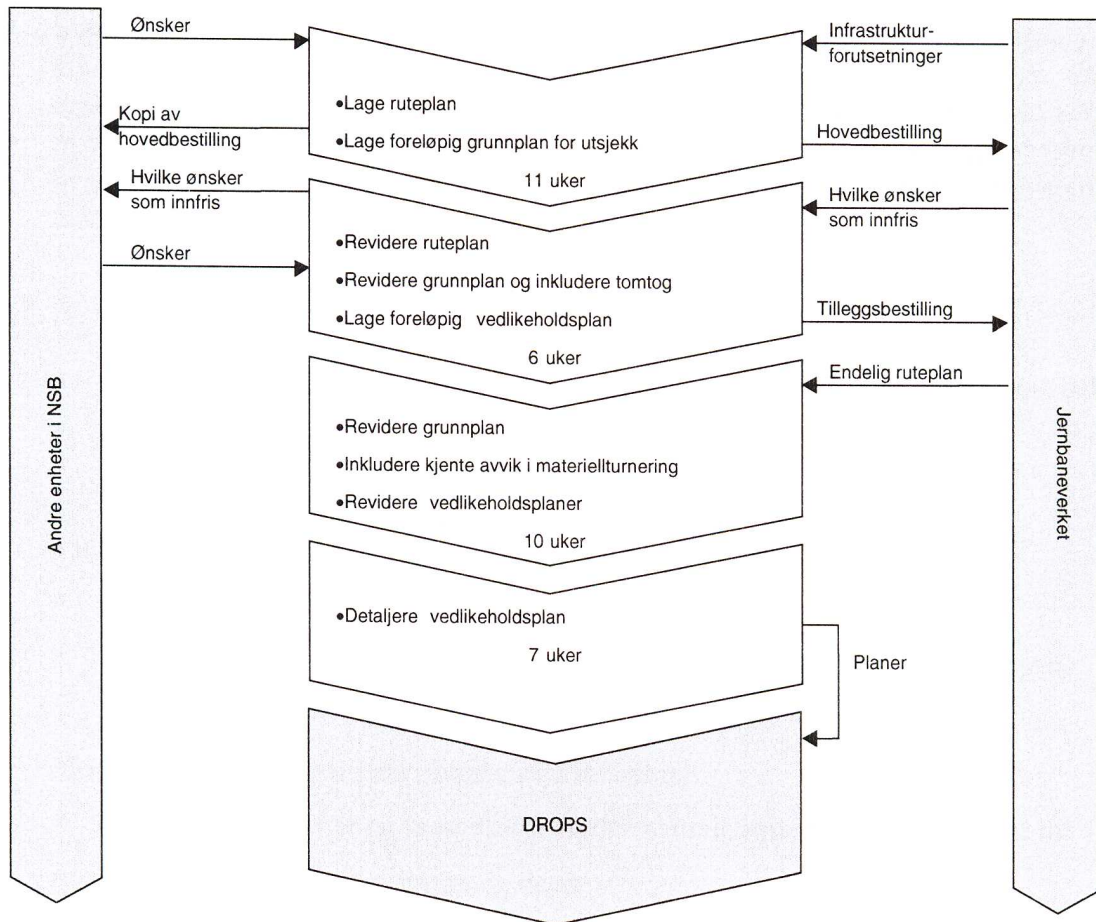 Ønsker
Infrastruktur-
forutsetninger
•Lage ruteplan
Kopi av
hovedbestilling
•Lage foreløpig grunnplan for utsjekk
Hovedbestilling
11 uker
Hvilke ønsker
som innfris
Hvilke ønsker
som innfris
•Revidere ruteplan
Ønsker
•Revidere grunnplan og inkludere tomtog
•Lage foreløpig vedlikeholdsplan
Tilleggsbestilling
6 uker
Endelig ruteplan
•Revidere grunnplan
•Inkludere kjente avvik i materiellturnering
•Revidere vedlikeholdsplaner
10 uker
Andre enheter i NSB
Jernbaneverket
•Detaljere vedlikeholdsplan
7 uker
Planer
DROPS